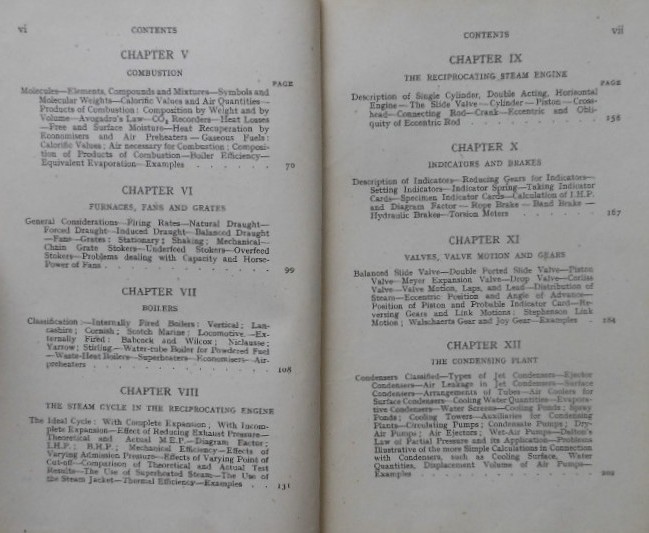 vi CONTENTS
CHAPTER V
COMBUSTION
PAGE
Molecules—Elements, Compounds and Mixtures—Symbols and
Molecular Weights—Calorific Values and Air Quantities—
Products of Combustion: Composition by Weight and by
Volume—Avogadro's Law—CO₂ Recorders—Heat Losses
—Free and Surface Moisture—Heat Recuperation by
Economisers and Air Preheaters—Gaseous Fuels:
Calorific Values; Air necessary for Combustion; Composi-
tion of Products of Combustion—Boiler Efficiency—
Equivalent Evaporation—Examples . . . . . . 70
CHAPTER VI
FURNACES, FANS AND GRATES
General Considerations—Firing Rates—Natural Draught—
Forced Draught—Induced Draught—Balanced Draught
—Fans—Grates: Stationary; Shaking; Mechanical—
Chain Grate Stokers—Underfeed Stokers—Overfeed
Stokers—Problems dealing with Capacity and Horse-
Power of Fans . . . . . . . . 99
CHAPTER VII
BOILERS
Classification:—Internally Fired Boilers: Vertical; Lan-
cashire; Cornish; Scotch Marine; Locomotive.—Ex-
ternally Fired: Babcock and Wilcox; Niclausse;
Yarrow; Stirling.—Water-tube Boiler for Powdered Fuel
—Waste-Heat Boilers—Superheaters—Economisers—Air-
preheaters . . . . . . . . 108
CHAPTER VIII
THE STEAM CYCLE IN THE RECIPROCATING ENGINE
The Ideal Cycle: With Complete Expansion; With Incom-
plete Expansion—Effect of Reducing Exhaust Pressure—
Theoretical and Actual M.E.P.—Diagram Factor;
I.H.P.; B.H.P.; Mechanical Efficiency—Effects of
Varying Admission Pressure—Effects of Varying Point of
Cut-off—Comparison of Theoretical and Actual Test
Results—The Use of Superheated Steam—The Use of
the Steam Jacket—Thermal Efficiency—Examples . . 131
CONTENTS vii
CHAPTER IX
THE RECIPROCATING STEAM ENGINE
PAGE
Description of Single Cylinder, Double Acting, Horizontal
Engine—The Slide Valve—Cylinder—Piston—Cross-
head—Connecting Rod—Crank—Eccentric and Obli-
quity of Eccentric Rod . . . . . . 158
CHAPTER X
INDICATORS AND BRAKES
Description of Indicators—Reducing Gears for Indicators—
Setting Indicators—Indicator Spring—Taking Indicator
Cards—Specimen Indicator Cards—Calculation of I.H.P.
and Diagram Factor—Rope Brake—Band Brake—
Hydraulic Brakes—Torsion Meters . . . . . 167
CHAPTER XI
VALVES, VALVE MOTION AND GEARS
Balanced Slide Valve—Double Ported Slide Valve—Piston
Valve—Meyer Expansion Valve—Drop Valve—Corliss
Valve—Valve Motion, Laps, and Lead—Distribution of
Steam—Eccentric Position and Angle of Advance—
Position of Piston and Probable Indicator Card—Re-
versing Gears and Link Motions: Stephenson Link
Motion; Walschaerts Gear and Joy Gear—Examples . 184
CHAPTER XII
THE CONDENSING PLANT
Condensers Classified—Types of Jet Condensers—Ejector
Condensers—Air Leakage in Jet Condensers—Surface
Condensers—Arrangements of Tubes—Air Coolers for
Surface Condensers—Cooling Water Quantities—Evapora-
tive Condensers—Water Screens—Cooling Ponds; Spray
Ponds; Cooling Towers—Auxiliaries for Condensing
Plants—Circulating Pumps; Condensate Pumps; Dry-
Air Pumps; Air Ejectors; Wet-Air Pumps—Dalton's
Law of Partial Pressure and its Application—Problems
Illustrative of the more Simple Calculations in Connection
with Condensers, such as Cooling Surface, Water
Quantities, Displacement Volume of Air Pumps—
Examples . . . . . . . . . 202